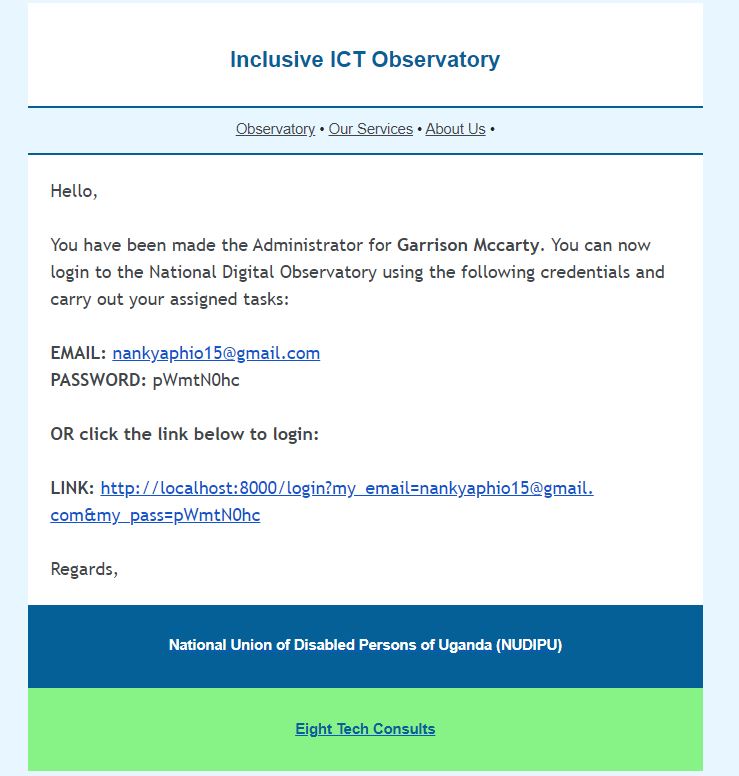 Inclusive ICT Observatory
Observatory • Our Services • About Us •
Hello,
You have been made the Administrator for Garrison Mccarty. You can now
login to the National Digital Observatory using the following credentials and
carry out your assigned tasks:
EMAIL: nankyaphio15@gmail.com
PASSWORD: pWmtN0hc
OR click the link below to login:
LINK: http://localhost:8000/login?my_email=nankyaphio15@gmail.
com&my_pass=pWmtN0hc
Regards,
National Union of Disabled Persons of Uganda (NUDIPU)
Eight Tech Consults